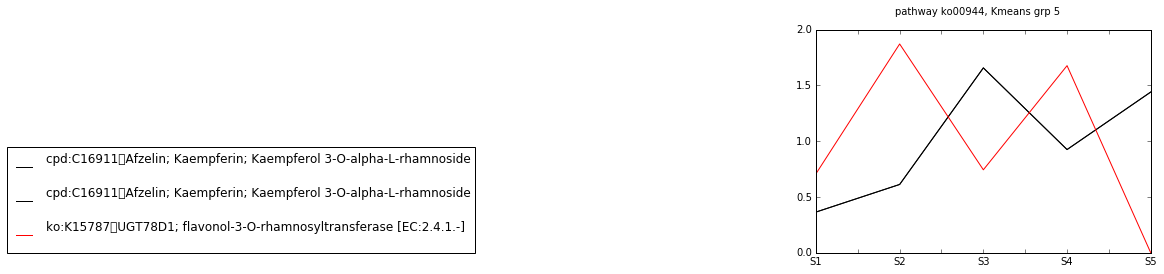 pathway ko00944, Kmeans grp 5
2.0
1.5
1.0
0.5
0.0
S1 S2 S3 S4 S5
cpd:C16911▯Afzelin; Kaempferin; Kaempferol 3-O-alpha-L-rhamnoside
cpd:C16911▯Afzelin; Kaempferin; Kaempferol 3-O-alpha-L-rhamnoside
ko:K15787▯UGT78D1; flavonol-3-O-rhamnosyltransferase [EC:2.4.1.-]